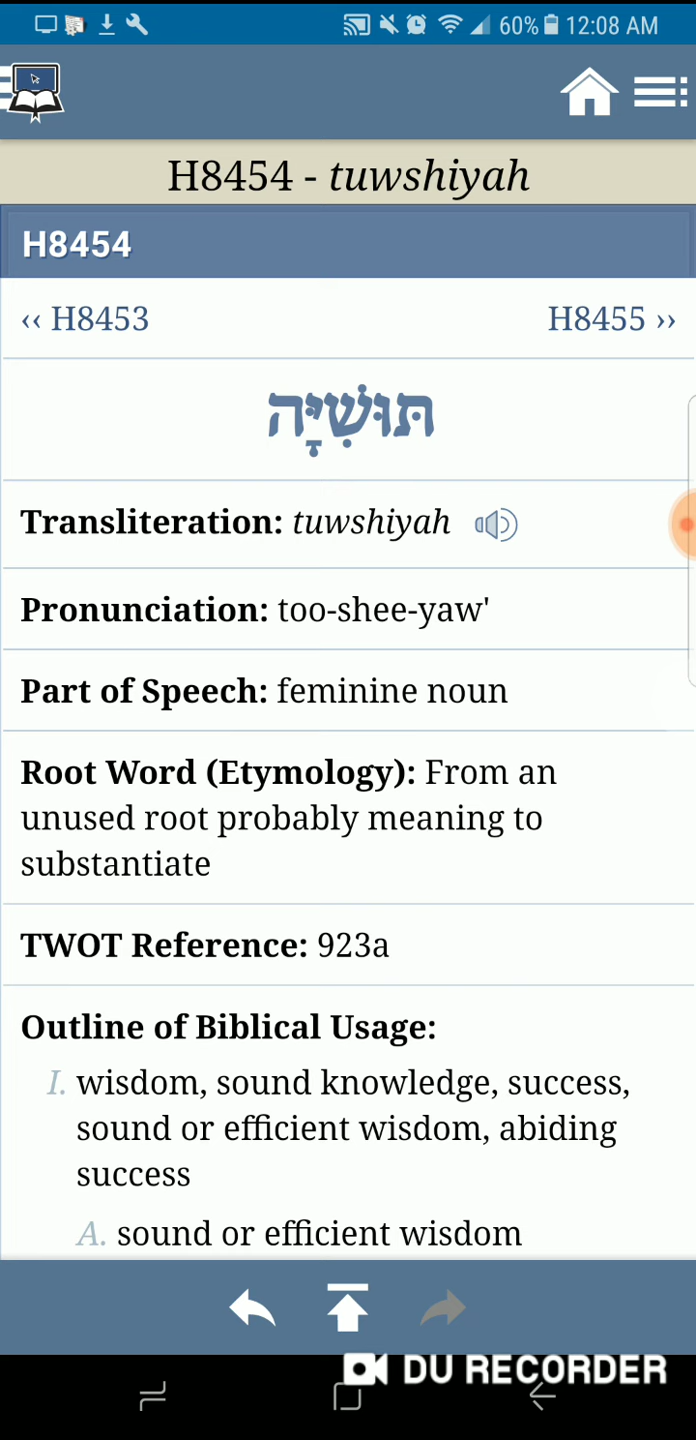 60% 12:08 AM
H8454 - tuwshiyah
H8454
‹‹ H8453
H8455 ››
תּוּשִׁיָּה
Transliteration: tuwshiyah
Pronunciation: too-shee-yaw'
Part of Speech: feminine noun
Root Word (Etymology): From an
unused root probably meaning to
substantiate
TWOT Reference: 923a
Outline of Biblical Usage:
I. wisdom, sound knowledge, success,
sound or efficient wisdom, abiding
success
A. sound or efficient wisdom
DU RECORDER